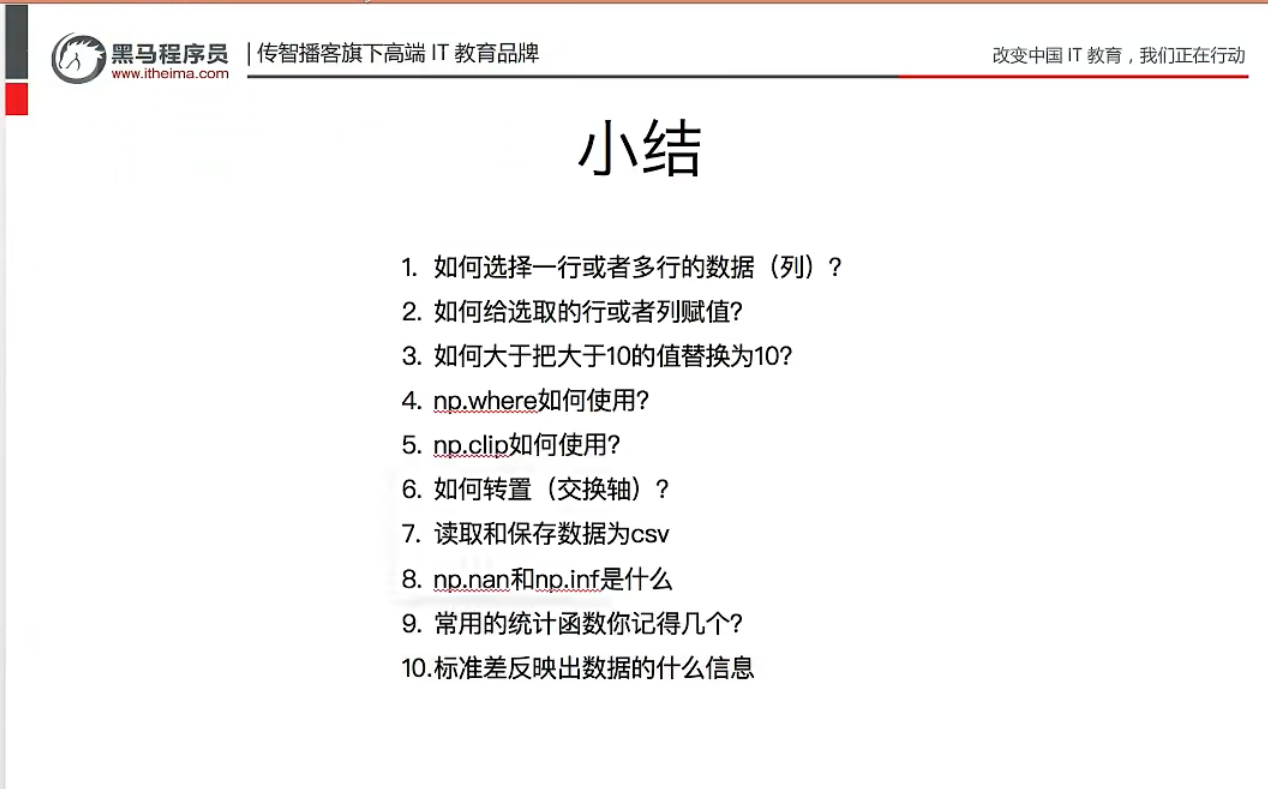 黑马程序员 | 传智播客旗下高端 IT 教育品牌
www.itheima.com
改变中国 IT 教育，我们正在行动
小结
1. 如何选择一行或者多行的数据（列）?
2. 如何给选取的行或者列赋值?
3. 如何大于把大于10的值替换为10?
4. np.where如何使用?
5. np.clip如何使用?
6. 如何转置（交换轴）?
7. 读取和保存数据为csv
8. np.nan和np.inf是什么
9. 常用的统计函数你记得几个?
10.标准差反映出数据的什么信息